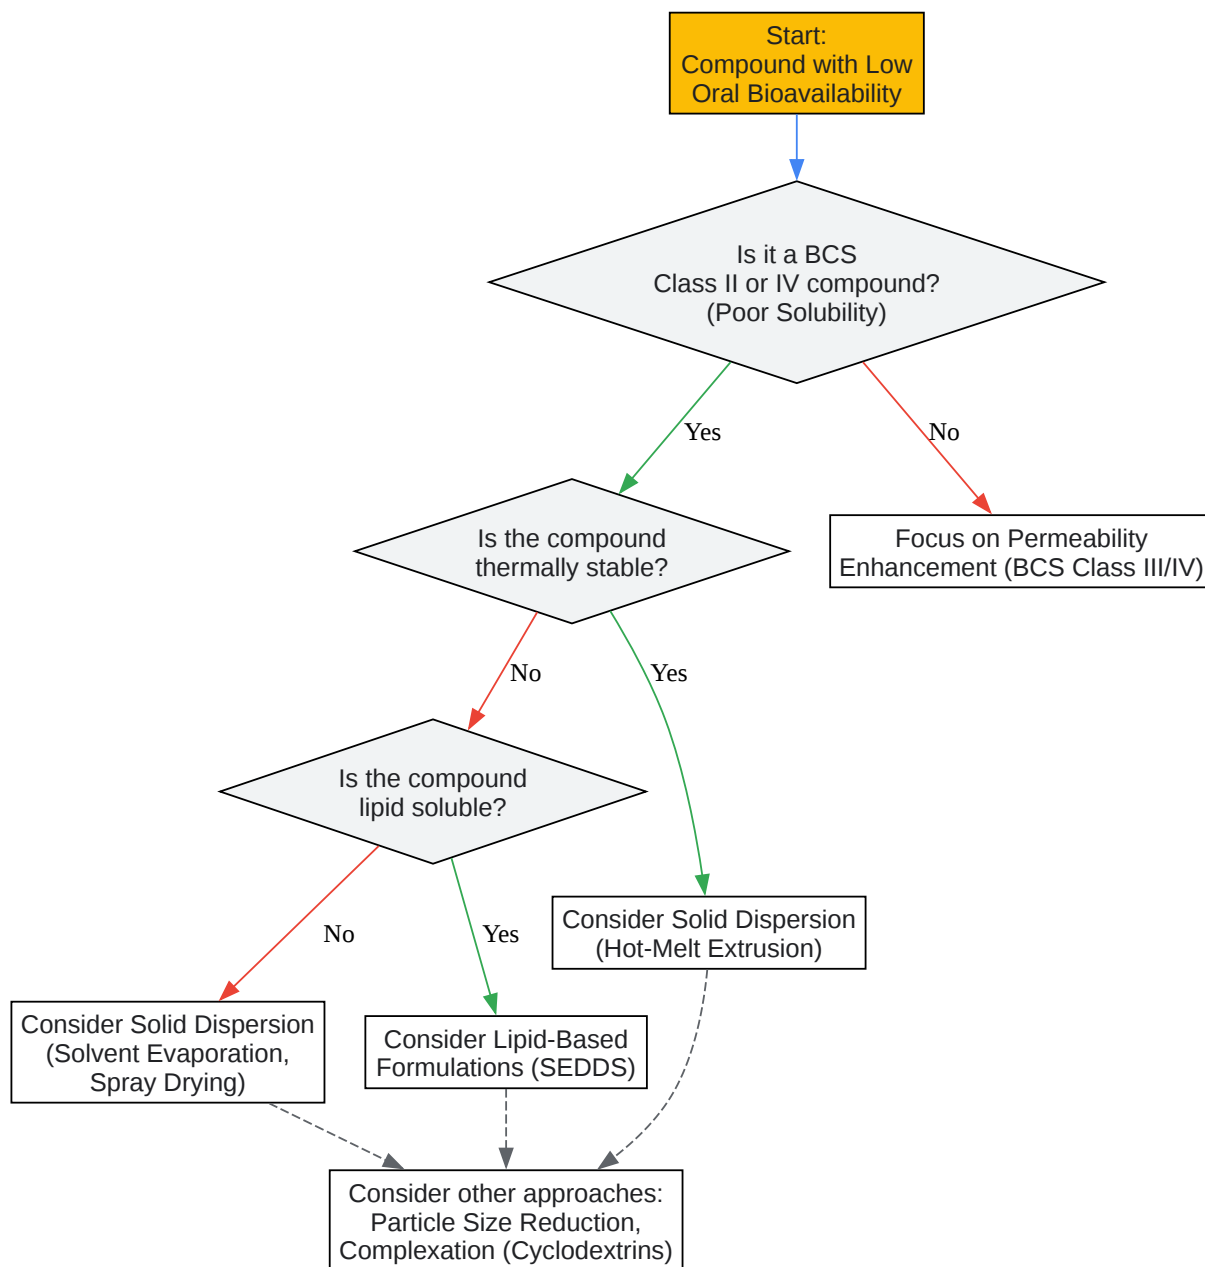 Start:
Compound with Low
Oral Bioavailability
Is it a BCS
Class II or IV compound?
(Poor Solubility)
Yes
No
Is the compound
thermally stable?
Focus on Permeability
Enhancement (BCS Class III/IV)
No
Yes
Is the compound
lipid soluble?
No
Yes
Consider Solid Dispersion
(Hot-Melt Extrusion)
Consider Solid Dispersion
(Solvent Evaporation,
Spray Drying)
Consider Lipid-Based
Formulations (SEDDS)
Consider other approaches:
Particle Size Reduction,
Complexation (Cyclodextrins)